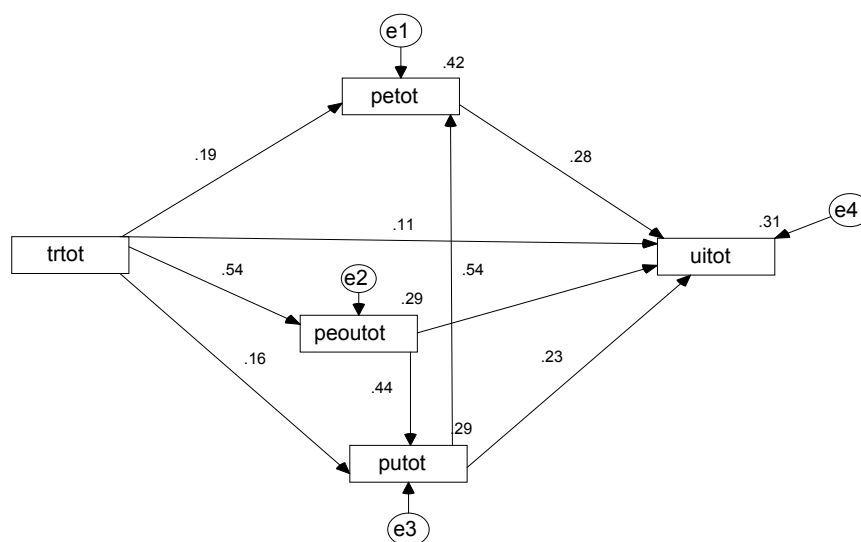 e1
.42
petot
.19
.28
e4
.31
.11
trtot
uitot
.54
.54
e2
.29
peoutot
.16
.23
.44
.29
putot
e3